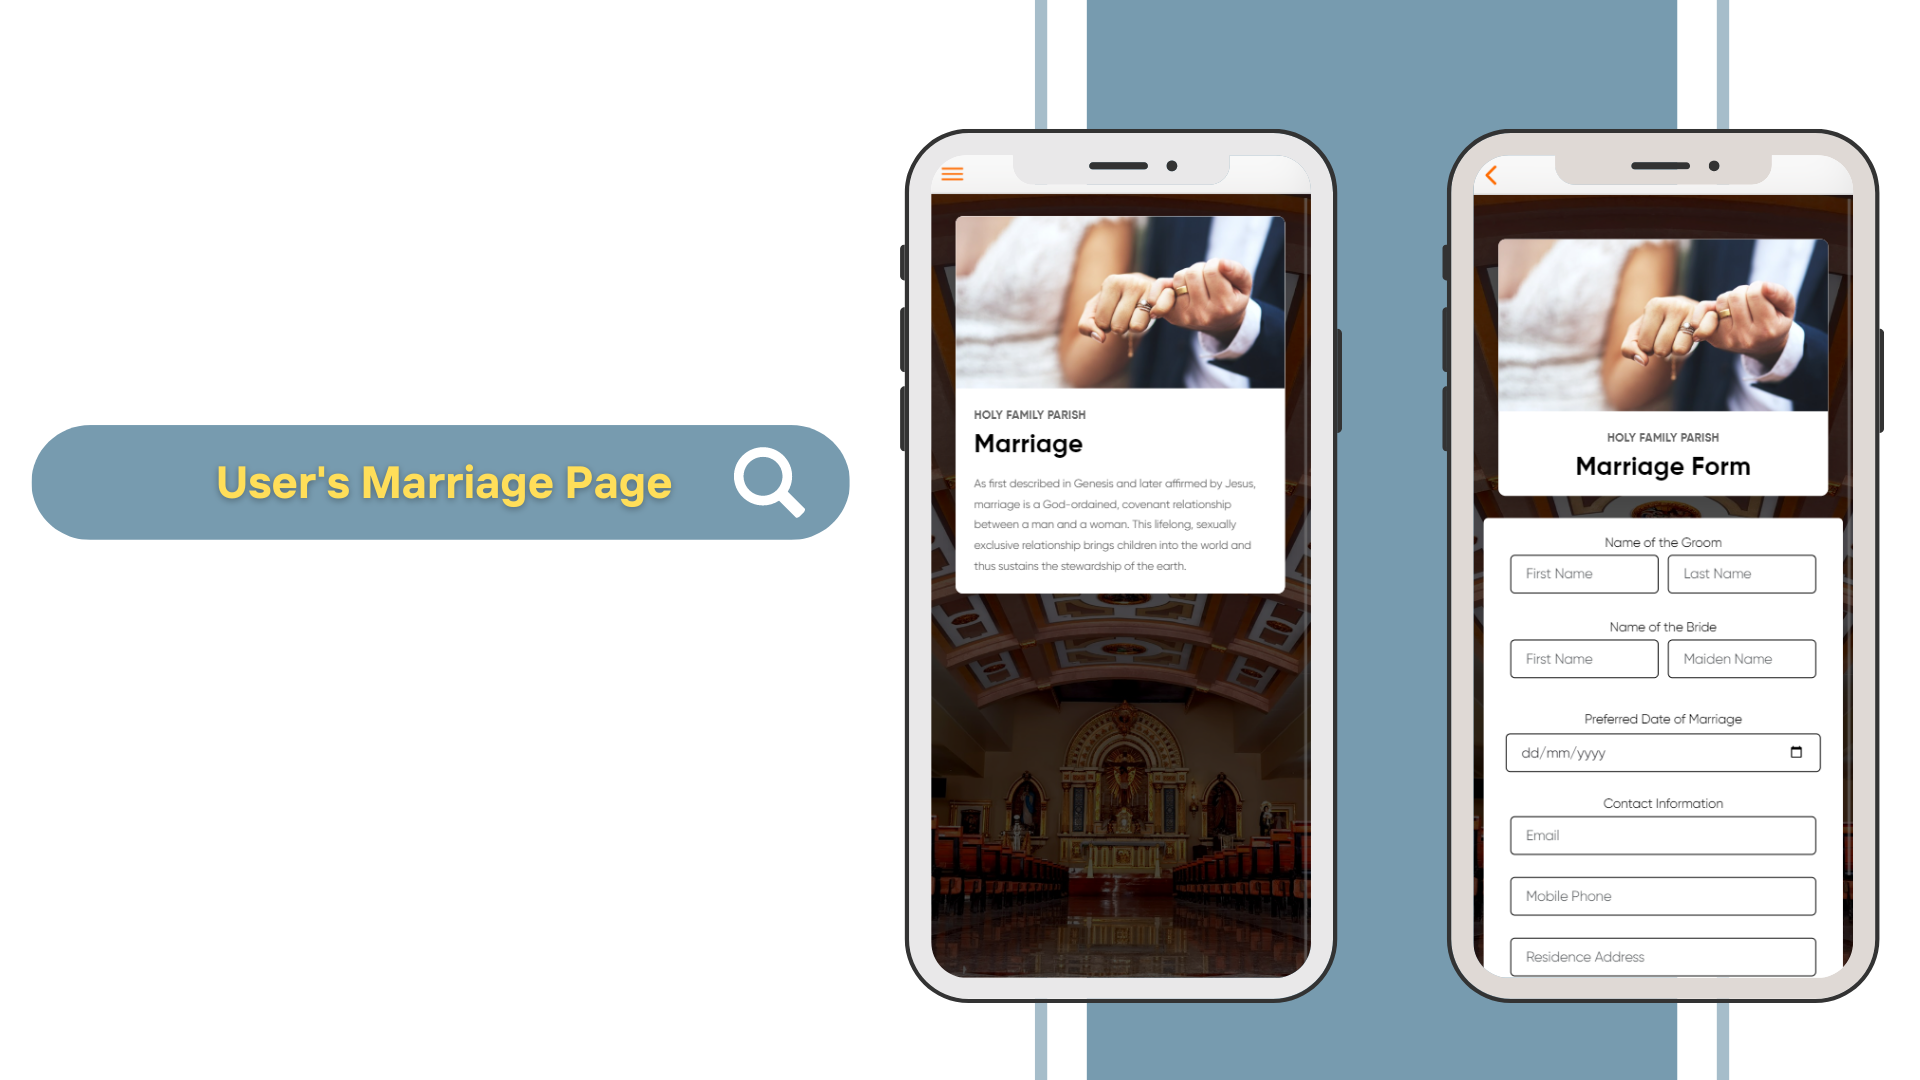 User's Marriage Page
HOLY FAMILY PARISH
Marriage
As first described in Genesis and later affirmed by Jesus,
marriage is a God-ordained, covenant relationship
between a man and a woman. This lifelong, sexually
exclusive relationship brings children into the world and
thus sustains the stewardship of the earth.
HOLY FAMILY PARISH
Marriage Form
Name of the Groom
First Name Last Name
Name of the Bride
First Name Maiden Name
Preferred Date of Marriage
dd/mm/yyyy
Contact Information
Email
Mobile Phone
Residence Address